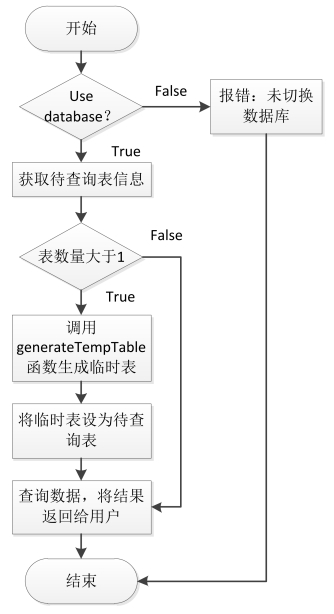 开始
Use
database？
False
报错：未切换
数据库
True
获取待查询表信息
False
表数量大于1
True
调用
generateTempTable
函数生成临时表
将临时表设为待查
询表
查询数据，将结果
返回给用户
结束